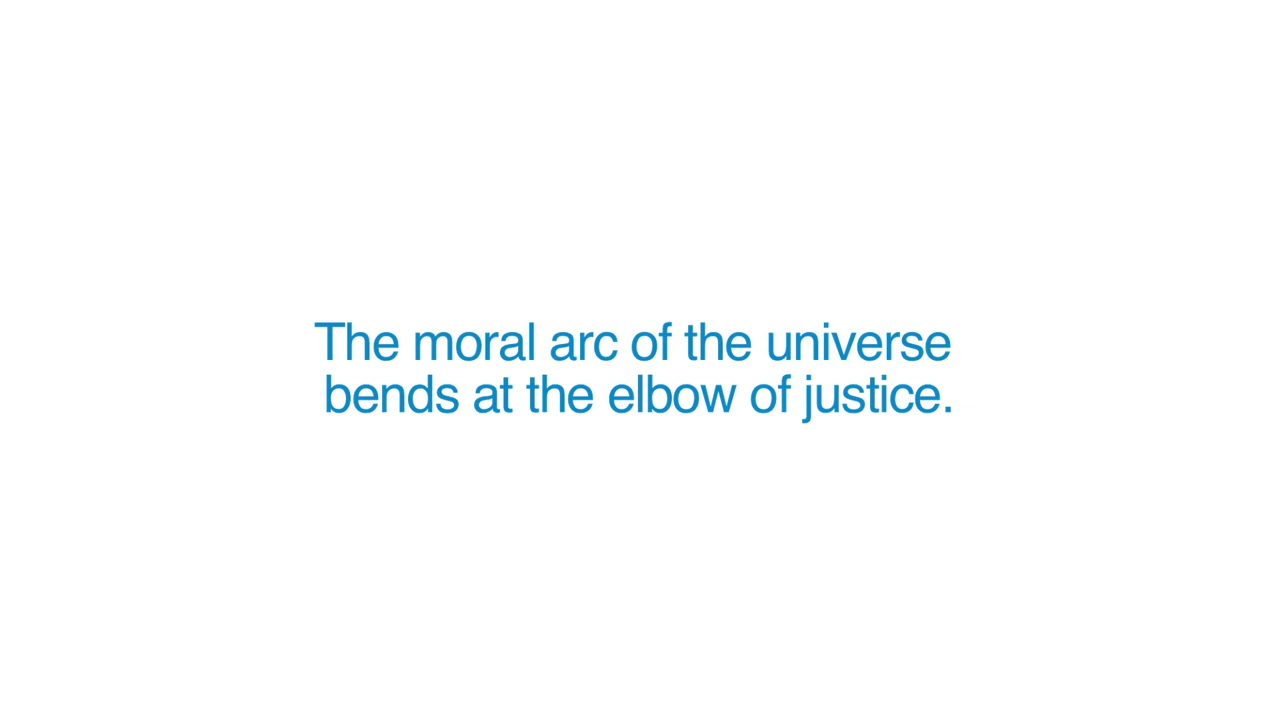 The moral arc of the universe
bends at the elbow of justice.